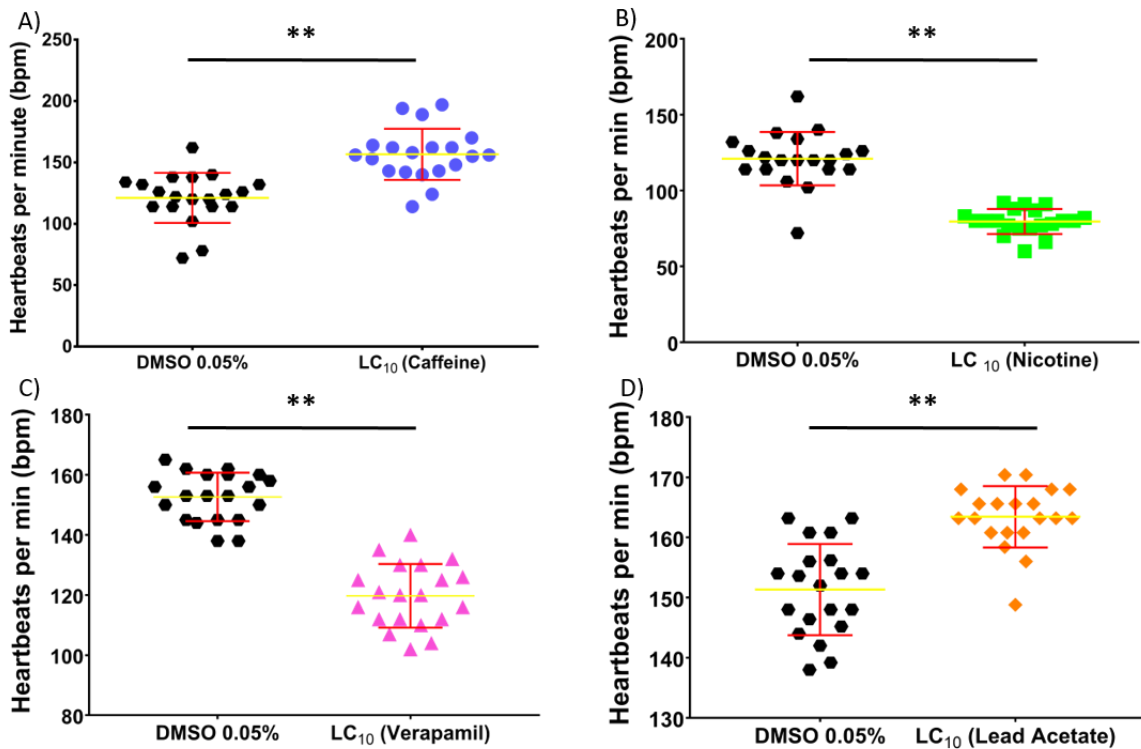 A)
**
Heartbeats per minute (bpm)
250
200
150
100
50
0
DMSO 0.05%
LC10 (Caffeine)
B)
**
Heartbeats per min (bpm)
200
150
100
50
0
DMSO 0.05%
LC 10 (Nicotine)
C)
**
Heartbeats per min (bpm)
180
160
140
120
100
80
DMSO 0.05%
LC10 (Verapamil)
D)
**
Heartbeats per min (bpm)
180
170
160
150
140
130
DMSO 0.05%
LC10 (Lead Acetate)